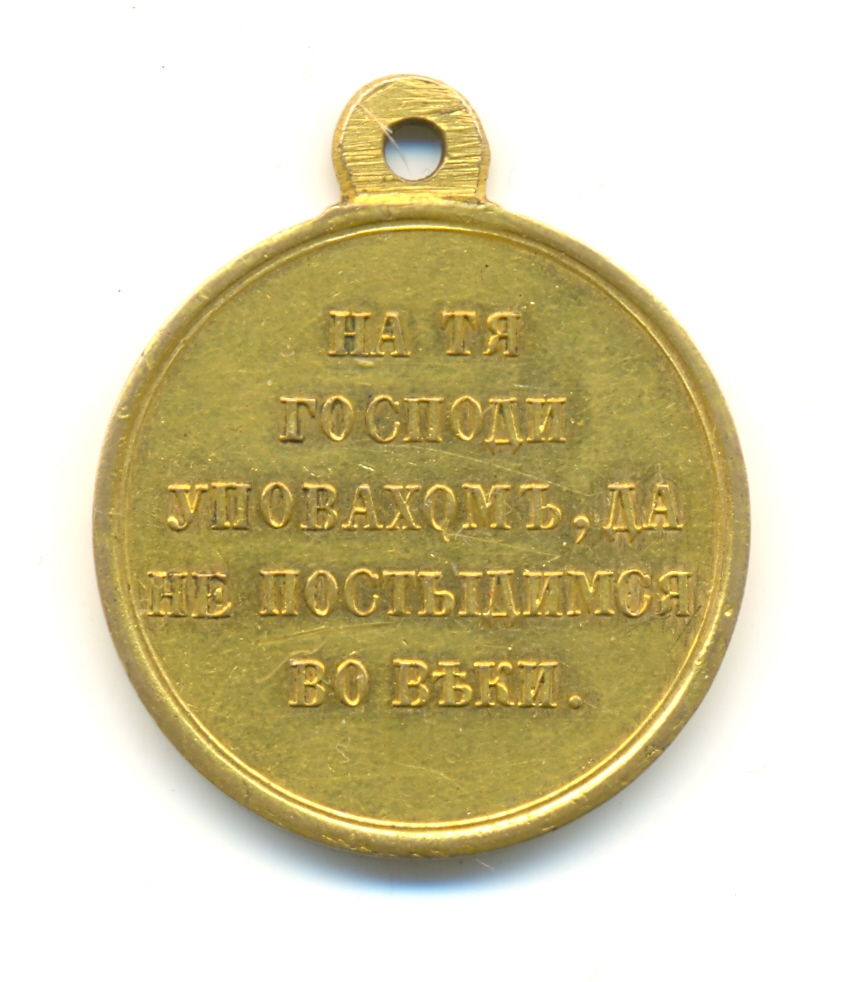 НА ТЯ
ГОСПОДИ
УПОВАХОМЪ, ДА
НЕ ПОСТЫДИМСЯ
ВО ВѢКИ.